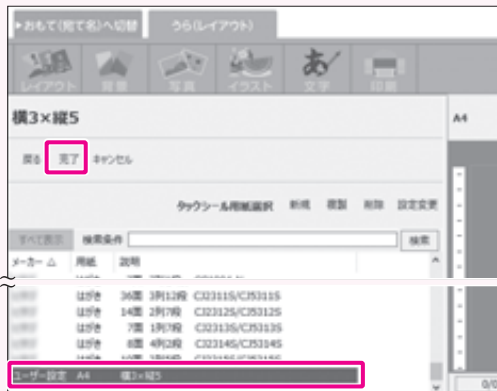 ▸おもて(宛て名)へ切替 うら(レイアウト)
レイアウト 背景 写真 イラスト 文字 印刷
横3×縦5
A4
戻る 完了 キャンセル
タックシール用紙選択 新規 複製 削除 設定変更
すべて表示 検索条件 検索
メーカー △ 用紙 説明
はがき 36面 3列12段 CJ2311S/CJ5311S
はがき 14面 2列7段 CJ2312S/CJ5312S
はがき 7面 1列7段 CJ2313S/CJ5313S
はがき 8面 4列2段 CJ2314S/CJ5314S
ユーザー設定 A4 横3×縦5
0/0